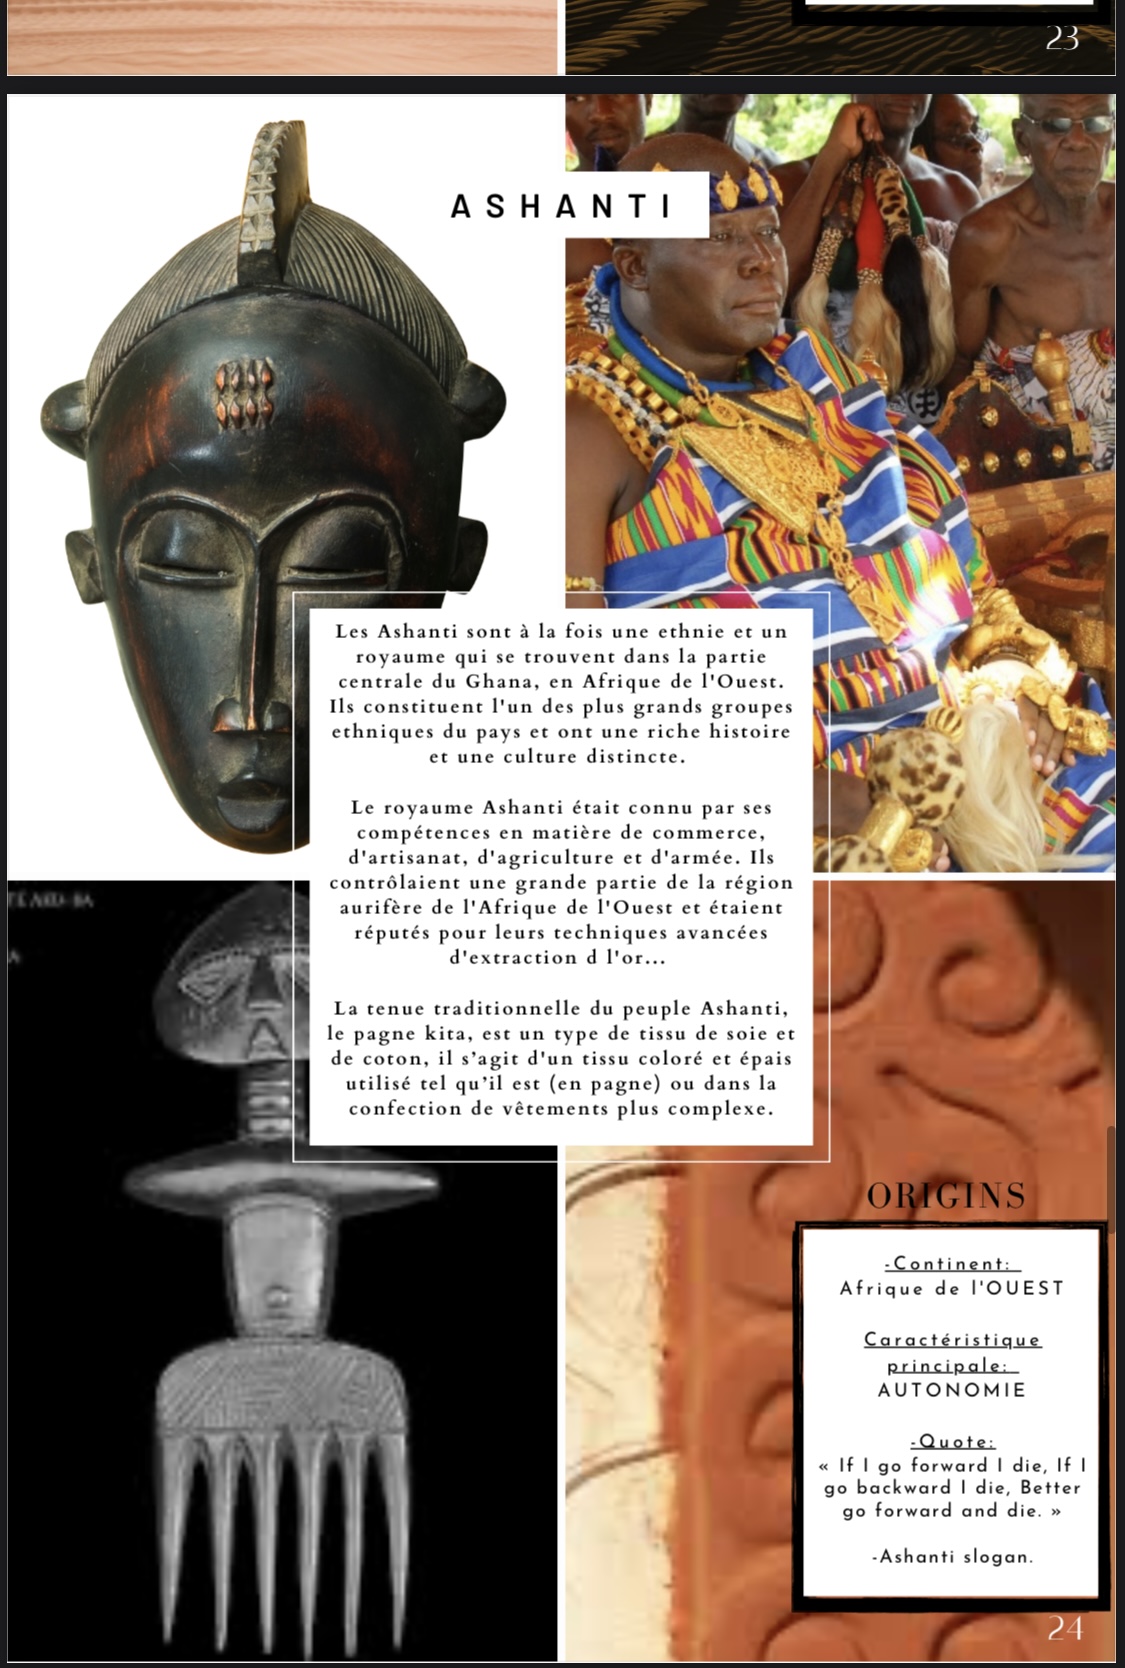 23
ASHANTI
Les Ashanti sont à la fois une ethnie et un
royaume qui se trouvent dans la partie
centrale du Ghana, en Afrique de l'Ouest.
Ils constituent l'un des plus grands groupes
ethniques du pays et ont une riche histoire
et une culture distincte.
Le royaume Ashanti était connu par ses
compétences en matière de commerce,
d'artisanat, d'agriculture et d'armée. Ils
contrôlaient une grande partie de la région
aurifère de l'Afrique de l'Ouest et étaient
réputés pour leurs techniques avancées
d'extraction d l'or...
La tenue traditionnelle du peuple Ashanti,
le pagne kita, est un type de tissu de soie et
de coton, il s’agit d'un tissu coloré et épais
utilisé tel qu’il est (en pagne) ou dans la
confection de vêtements plus complexe.
ORIGINS
-Continent:
Afrique de l'OUEST
Caractéristique
principale:
AUTONOMIE
-Quote:
« If I go forward I die, If I
go backward I die, Better
go forward and die. »
-Ashanti slogan.
24